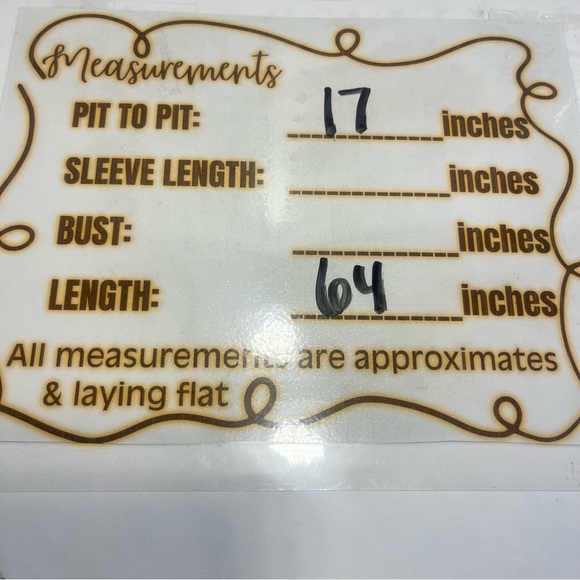 Measurements
PIT TO PIT: 17 inches
SLEEVE LENGTH: inches
BUST: inches
LENGTH: 64 inches
All measurements are approximates
& laying flat